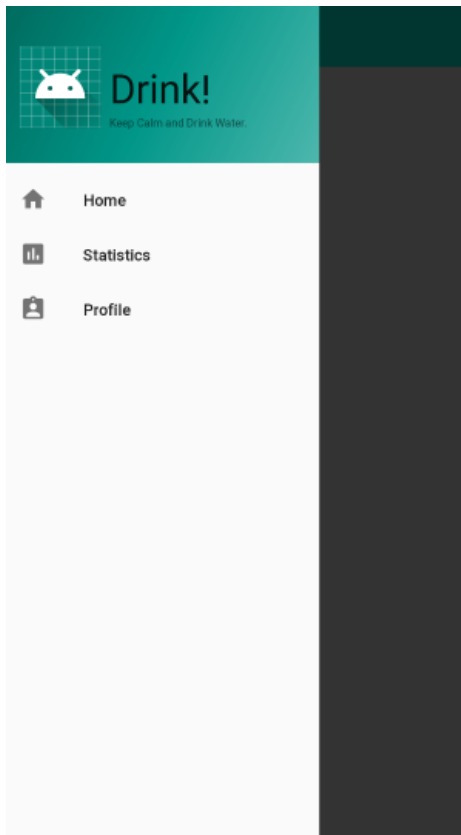 Drink!
Keep Calm and Drink Water.
Home
Statistics
Profile